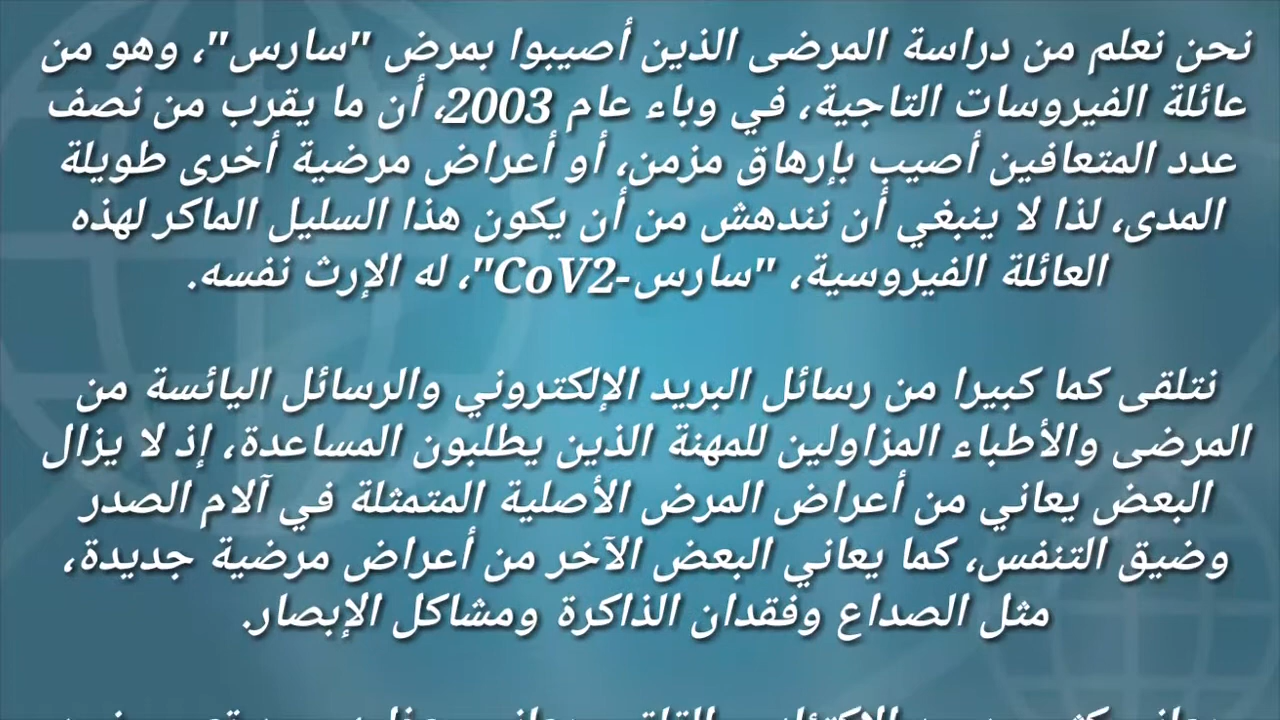 نحن نعلم من دراسة المرضى الذين أصيبوا بمرض "سارس"، وهو من
عائلة الفيروسات التاجية، في وباء عام 2003، أن ما يقرب من نصف
عدد المتعافين أصيب بإرهاق مزمن، أو أعراض مرضية أخرى طويلة
المدى، لذا لا ينبغي أن نندهش من أن يكون هذا السليل الماكر لهذه
العائلة الفيروسية، "سارس-CoV2"، له الإرث نفسه.
نتلقى كما كبيرا من رسائل البريد الإلكتروني والرسائل اليائسة من
المرضى والأطباء المزاولين للمهنة الذين يطلبون المساعدة، إذ لا يزال
البعض يعاني من أعراض المرض الأصلية المتمثلة في آلام الصدر
وضيق التنفس، كما يعاني البعض الآخر من أعراض مرضية جديدة،
مثل الصداع وفقدان الذاكرة ومشاكل الإبصار.